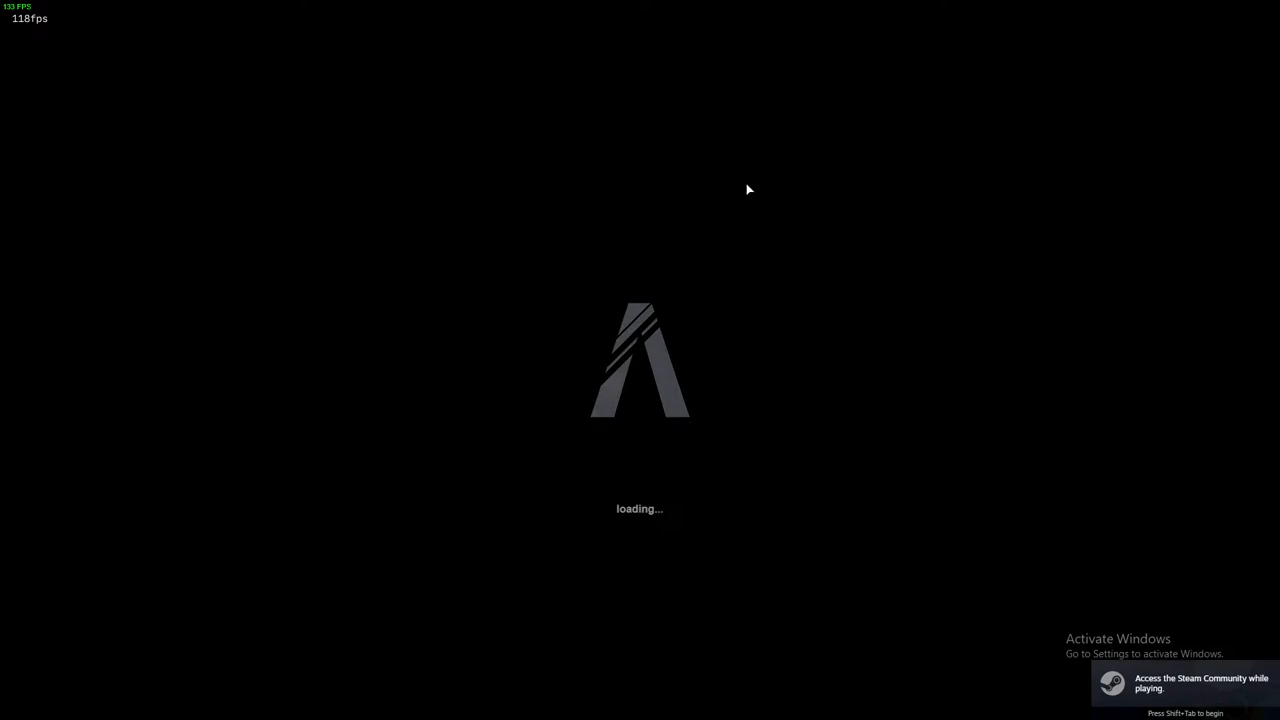 133 FPS
118fps
loading...
Activate Windows
Go to Settings to activate Windows.
Access the Steam Community while
playing.
Press Shift+Tab to begin